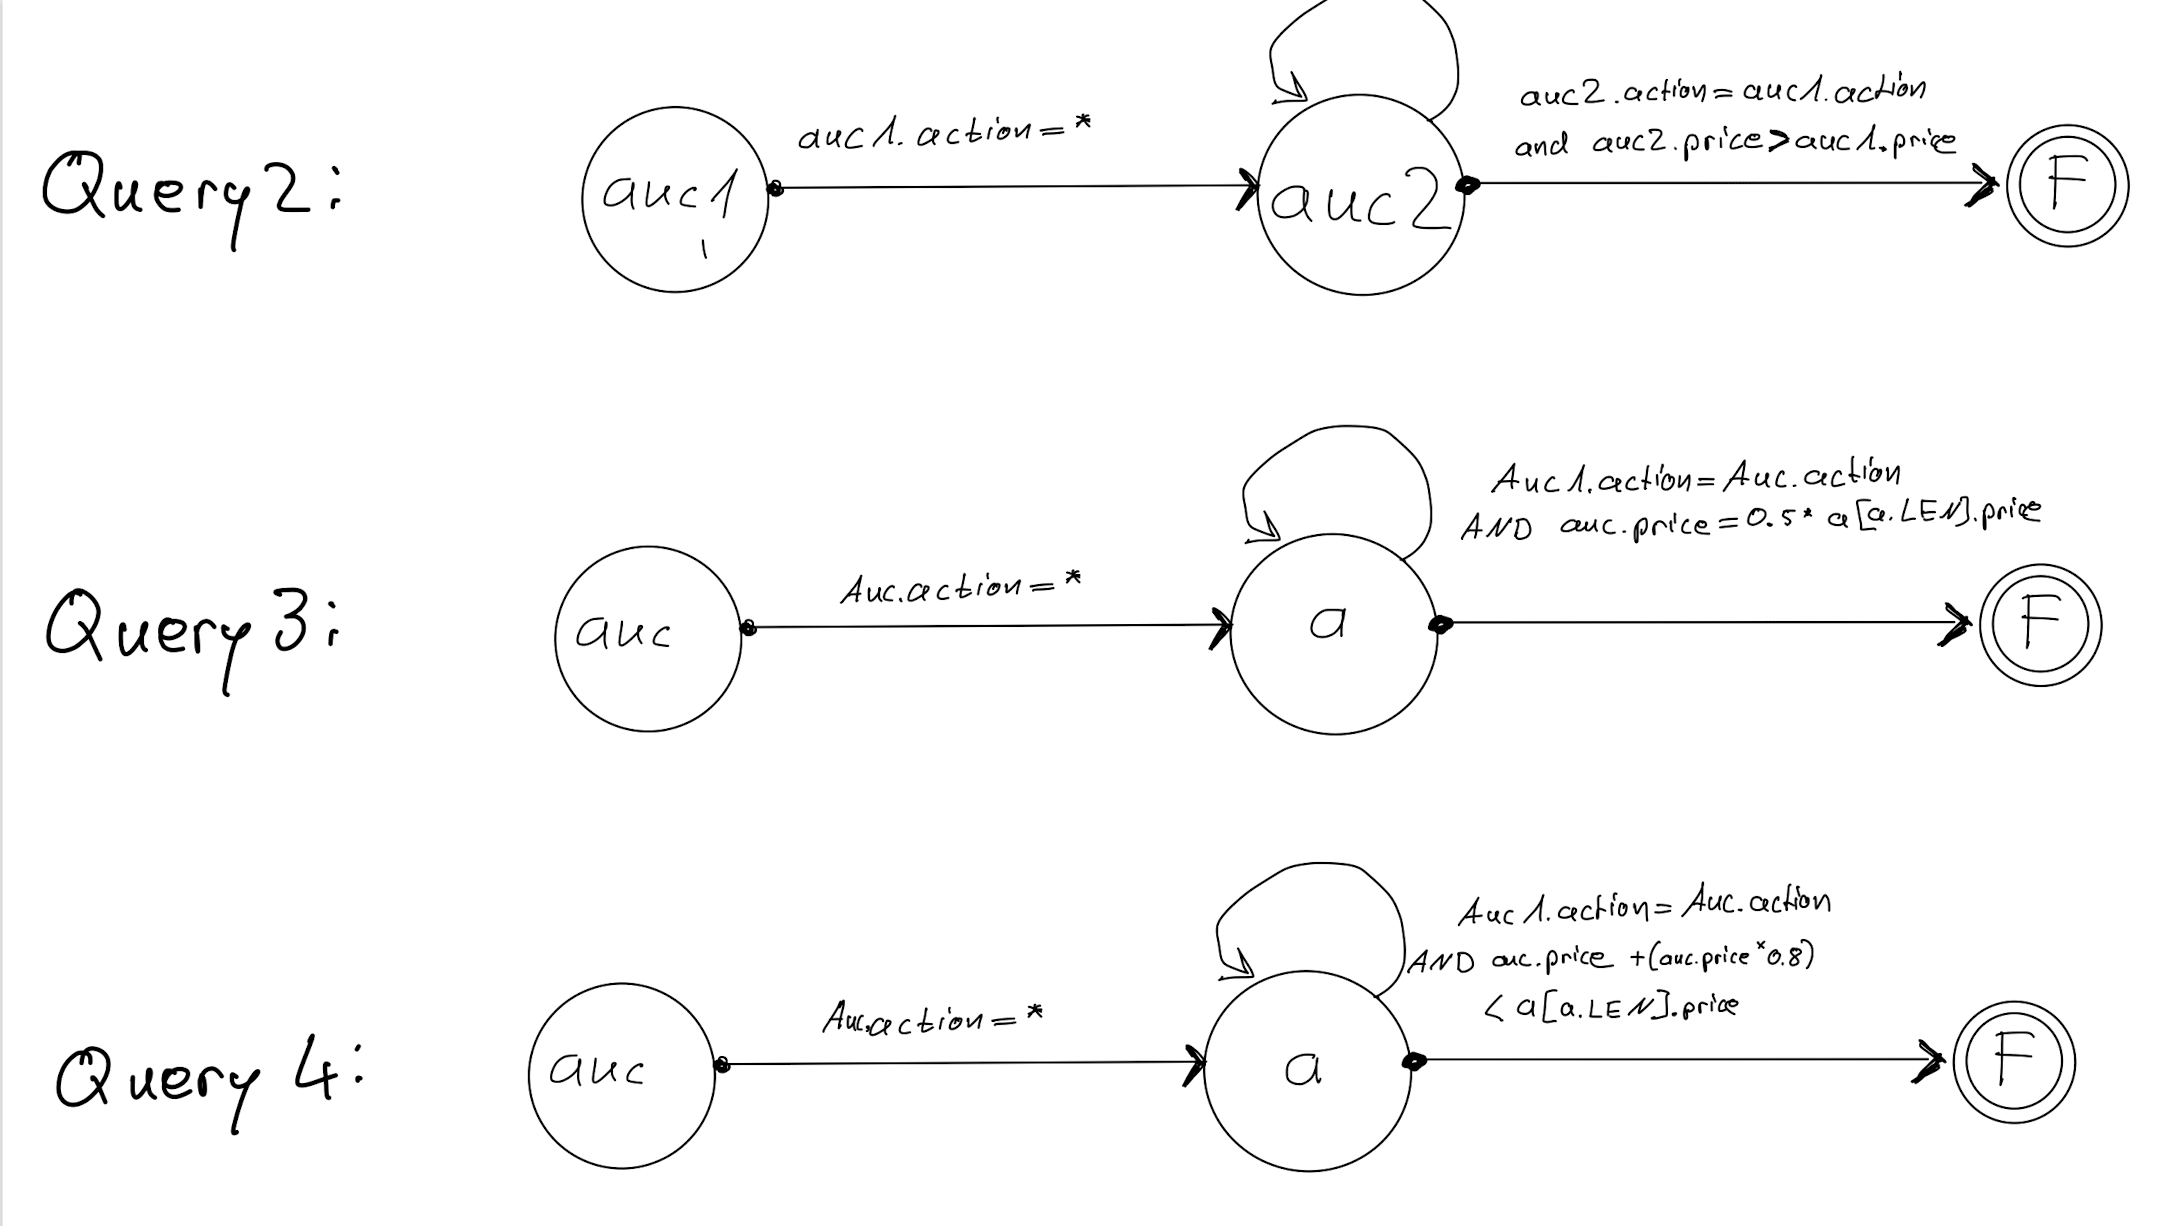 Query 2:
auc1
auc1.action=*
auc2
auc2.action=auc1.action
and auc2.price>auc1.price
F
Query 3:
auc
Auc.action=*
a
Auc1.action=Auc.action
AND auc.price=0.5* a[a.LEN].price
F
Query 4:
auc
Auc.action=*
a
Auc1.action=Auc.action
AND auc.price +(auc.price*0.8)
< a[a.LEN].price
F